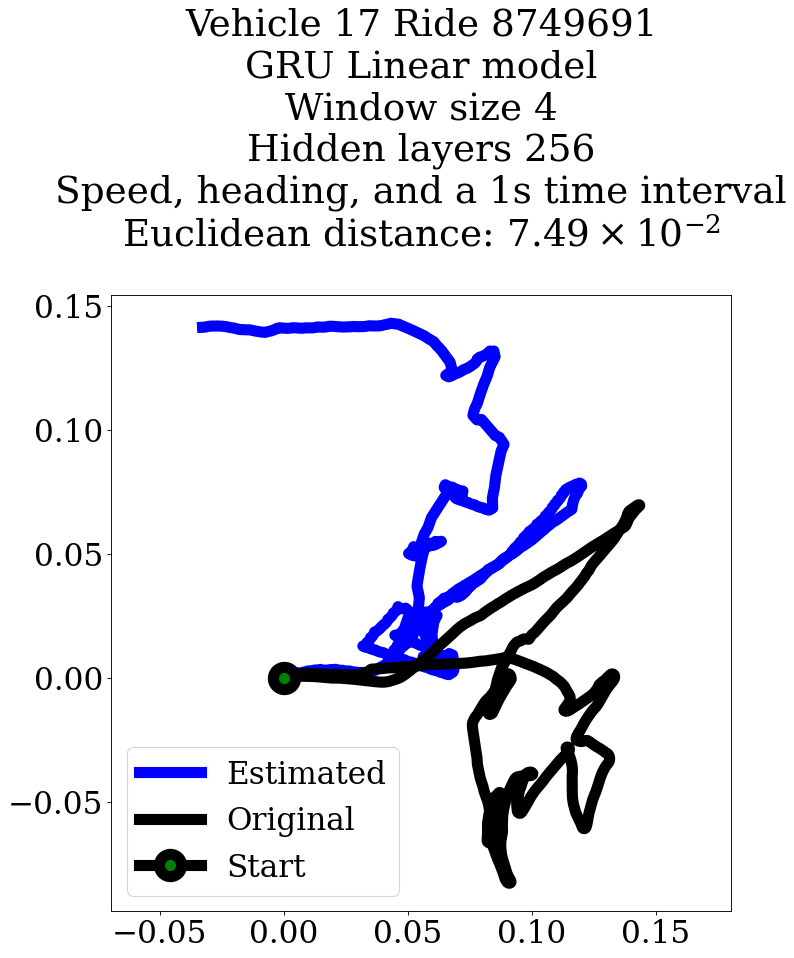 Vehicle 17 Ride 8749691
GRU Linear model
Window size 4
Hidden layers 256
Speed, heading, and a 1s time interval
Euclidean distance: 7.49 × 10⁻²
0.15
0.10
0.05
0.00
−0.05
Estimated
Original
Start
−0.05 0.00 0.05 0.10 0.15